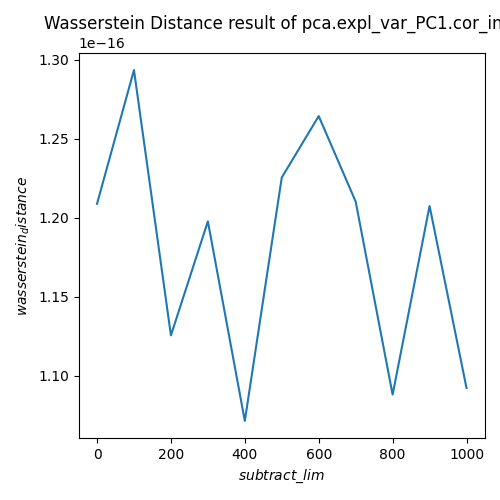 Wasserstein Distance result of pca.expl_var_PC1.cor_in
1e−16
1.30
1.25
1.20
1.15
1.10
wasserstein_distance
0 200 400 600 800 1000
subtract_lim